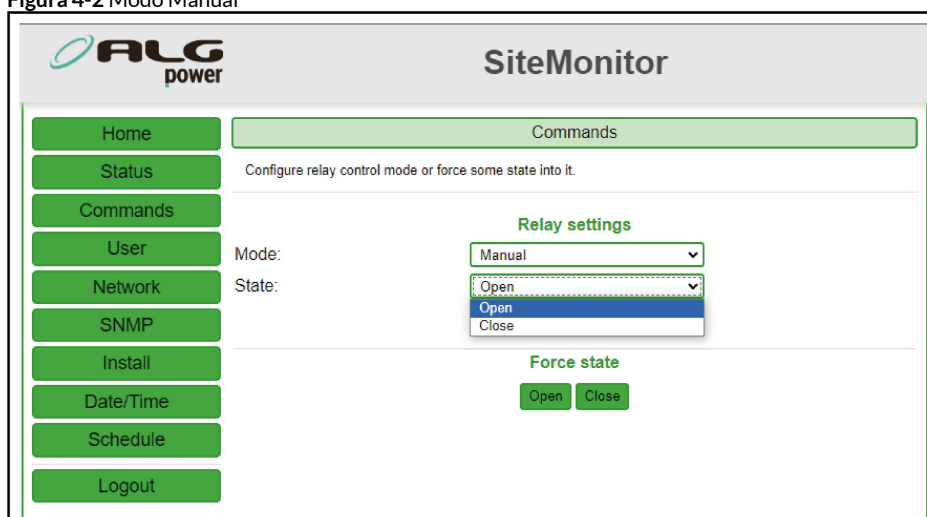 Figura 4-2 Modo Manual
ALG
power
SiteMonitor
Home
Status
Commands
User
Network
SNMP
Install
Date/Time
Schedule
Logout
Commands
Configure relay control mode or force some state into it.
Relay settings
Mode: Manual
State: Open
Open
Close
Force state
Open Close